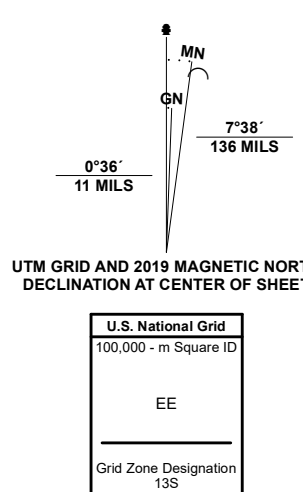 MN
GN
7°38´
136 MILS
0°36´
11 MILS
UTM GRID AND 2019 MAGNETIC NORT
DECLINATION AT CENTER OF SHEET
U.S. National Grid
100,000 - m Square ID
EE
Grid Zone Designation
13S